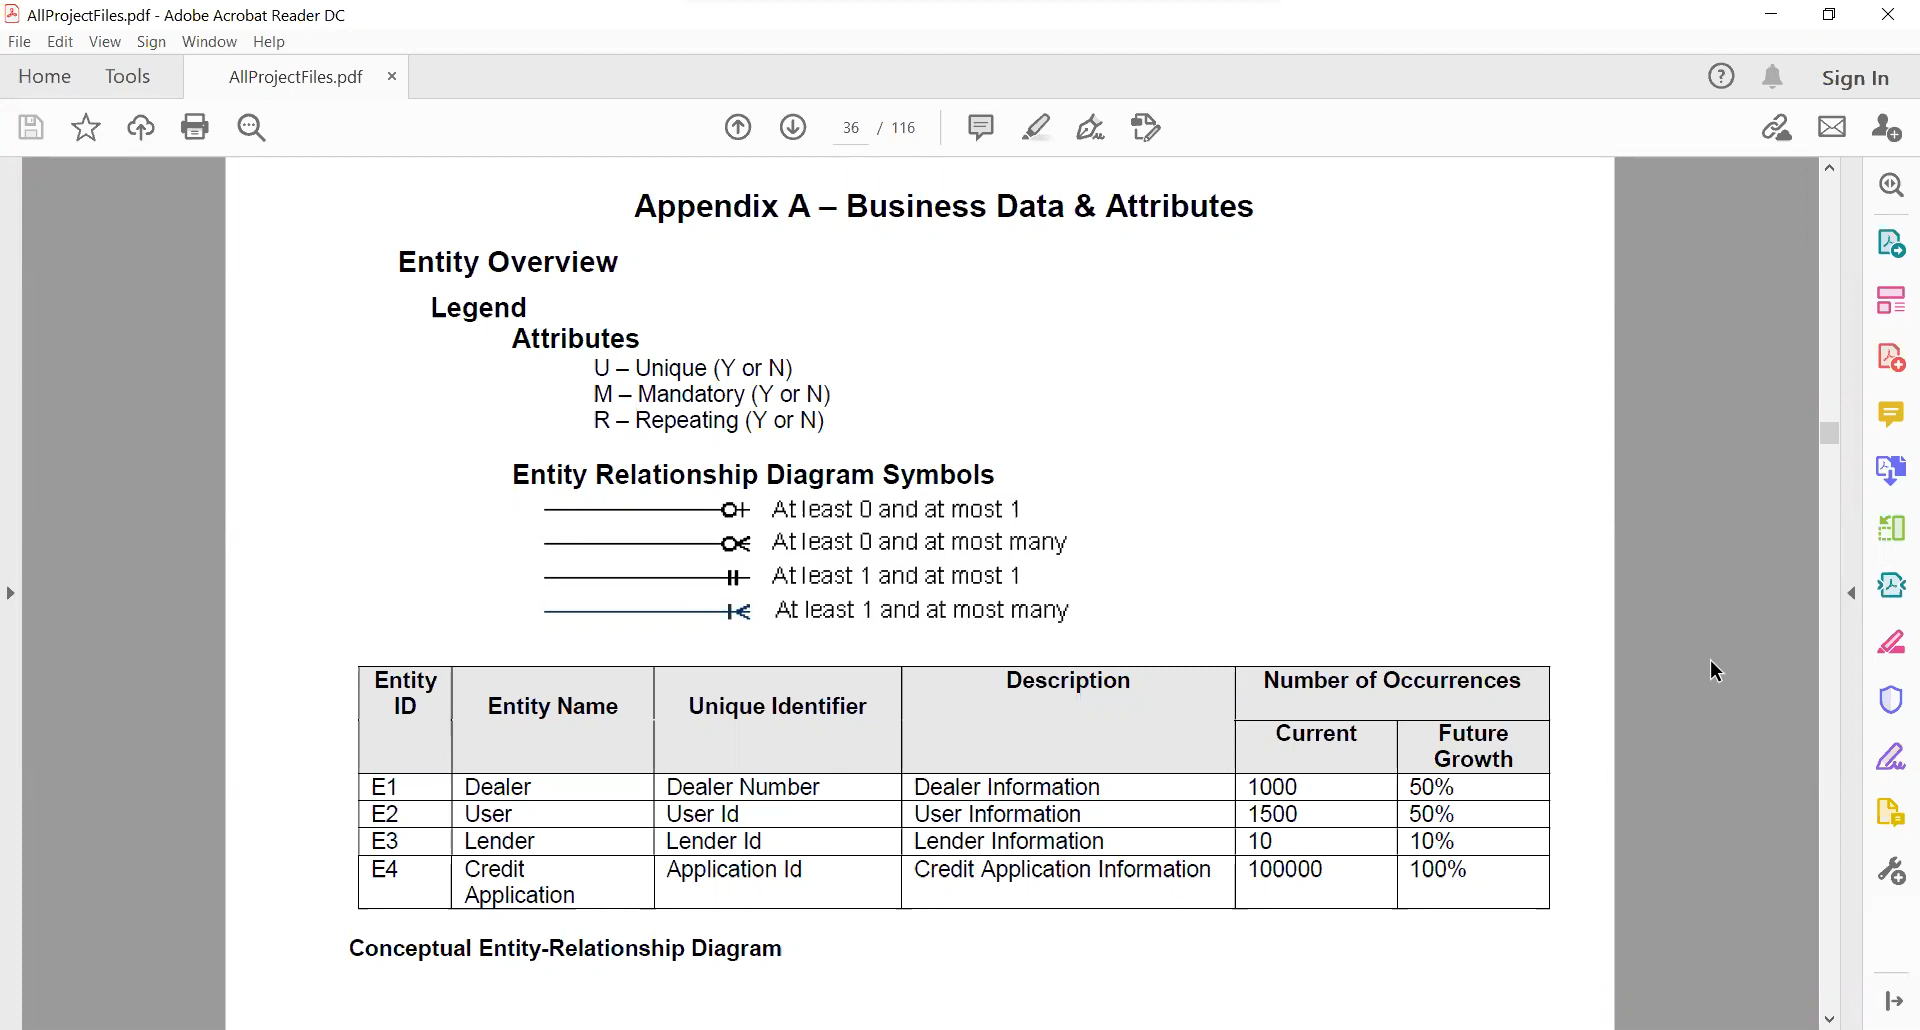 AllProjectFiles.pdf - Adobe Acrobat Reader DC
File Edit View Sign Window Help
Home Tools AllProjectFiles.pdf × Sign In
36 / 116
Appendix A – Business Data & Attributes
Entity Overview
Legend
Attributes
U – Unique (Y or N)
M – Mandatory (Y or N)
R – Repeating (Y or N)
Entity Relationship Diagram Symbols
At least 0 and at most 1
At least 0 and at most many
At least 1 and at most 1
At least 1 and at most many
Entity ID Entity Name Unique Identifier Description Number of Occurrences
Current Future Growth
E1 Dealer Dealer Number Dealer Information 1000 50%
E2 User User Id User Information 1500 50%
E3 Lender Lender Id Lender Information 10 10%
E4 Credit Application Application Id Credit Application Information 100000 100%
Conceptual Entity-Relationship Diagram